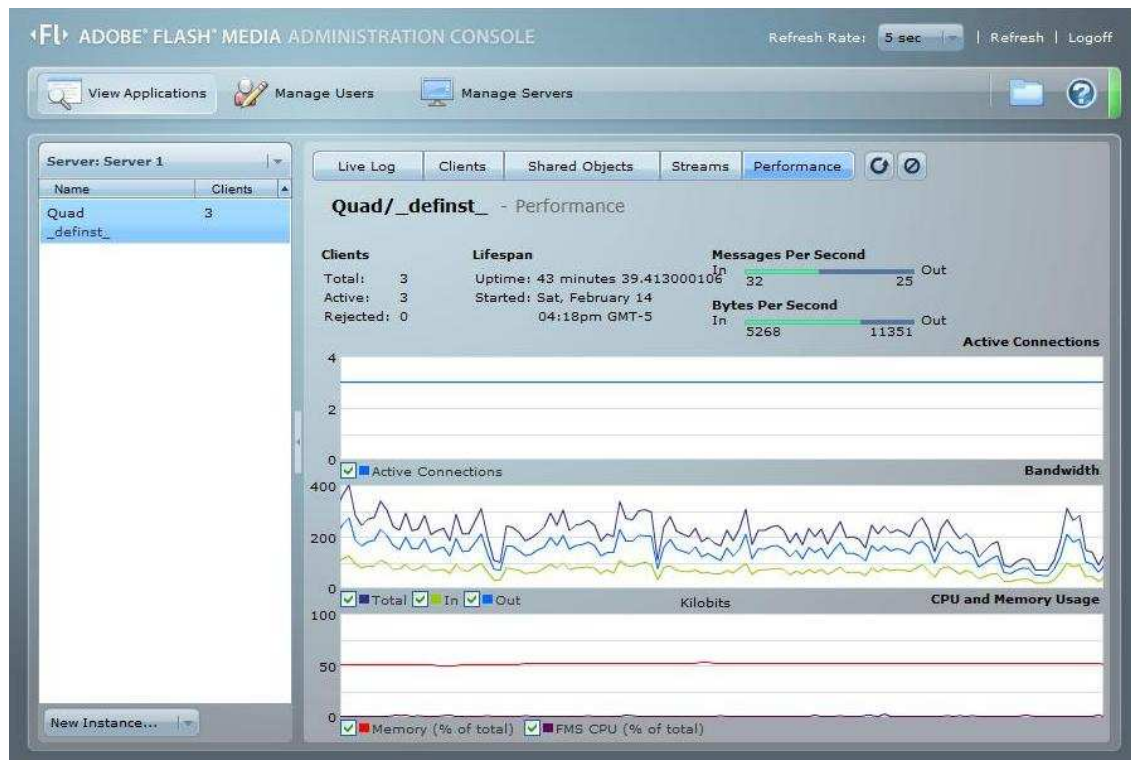 Fl ADOBE® FLASH® MEDIA ADMINISTRATION CONSOLE
Refresh Rate: 5 sec | Refresh | Logoff
View Applications Manage Users Manage Servers
Server: Server 1
Name Clients
Quad 3
_definst_
New Instance...
Live Log Clients Shared Objects Streams Performance
Quad/_definst_ - Performance
Clients
Total: 3
Active: 3
Rejected: 0
Lifespan
Uptime: 43 minutes 39.413000106
Started: Sat, February 14
04:18pm GMT-5
Messages Per Second
In Out
32 25
Bytes Per Second
In Out
5268 11351
Active Connections
4
2
0
Active Connections
Bandwidth
400
200
0
Total In Out
Kilobits
CPU and Memory Usage
100
50
0
Memory (% of total) FMS CPU (% of total)